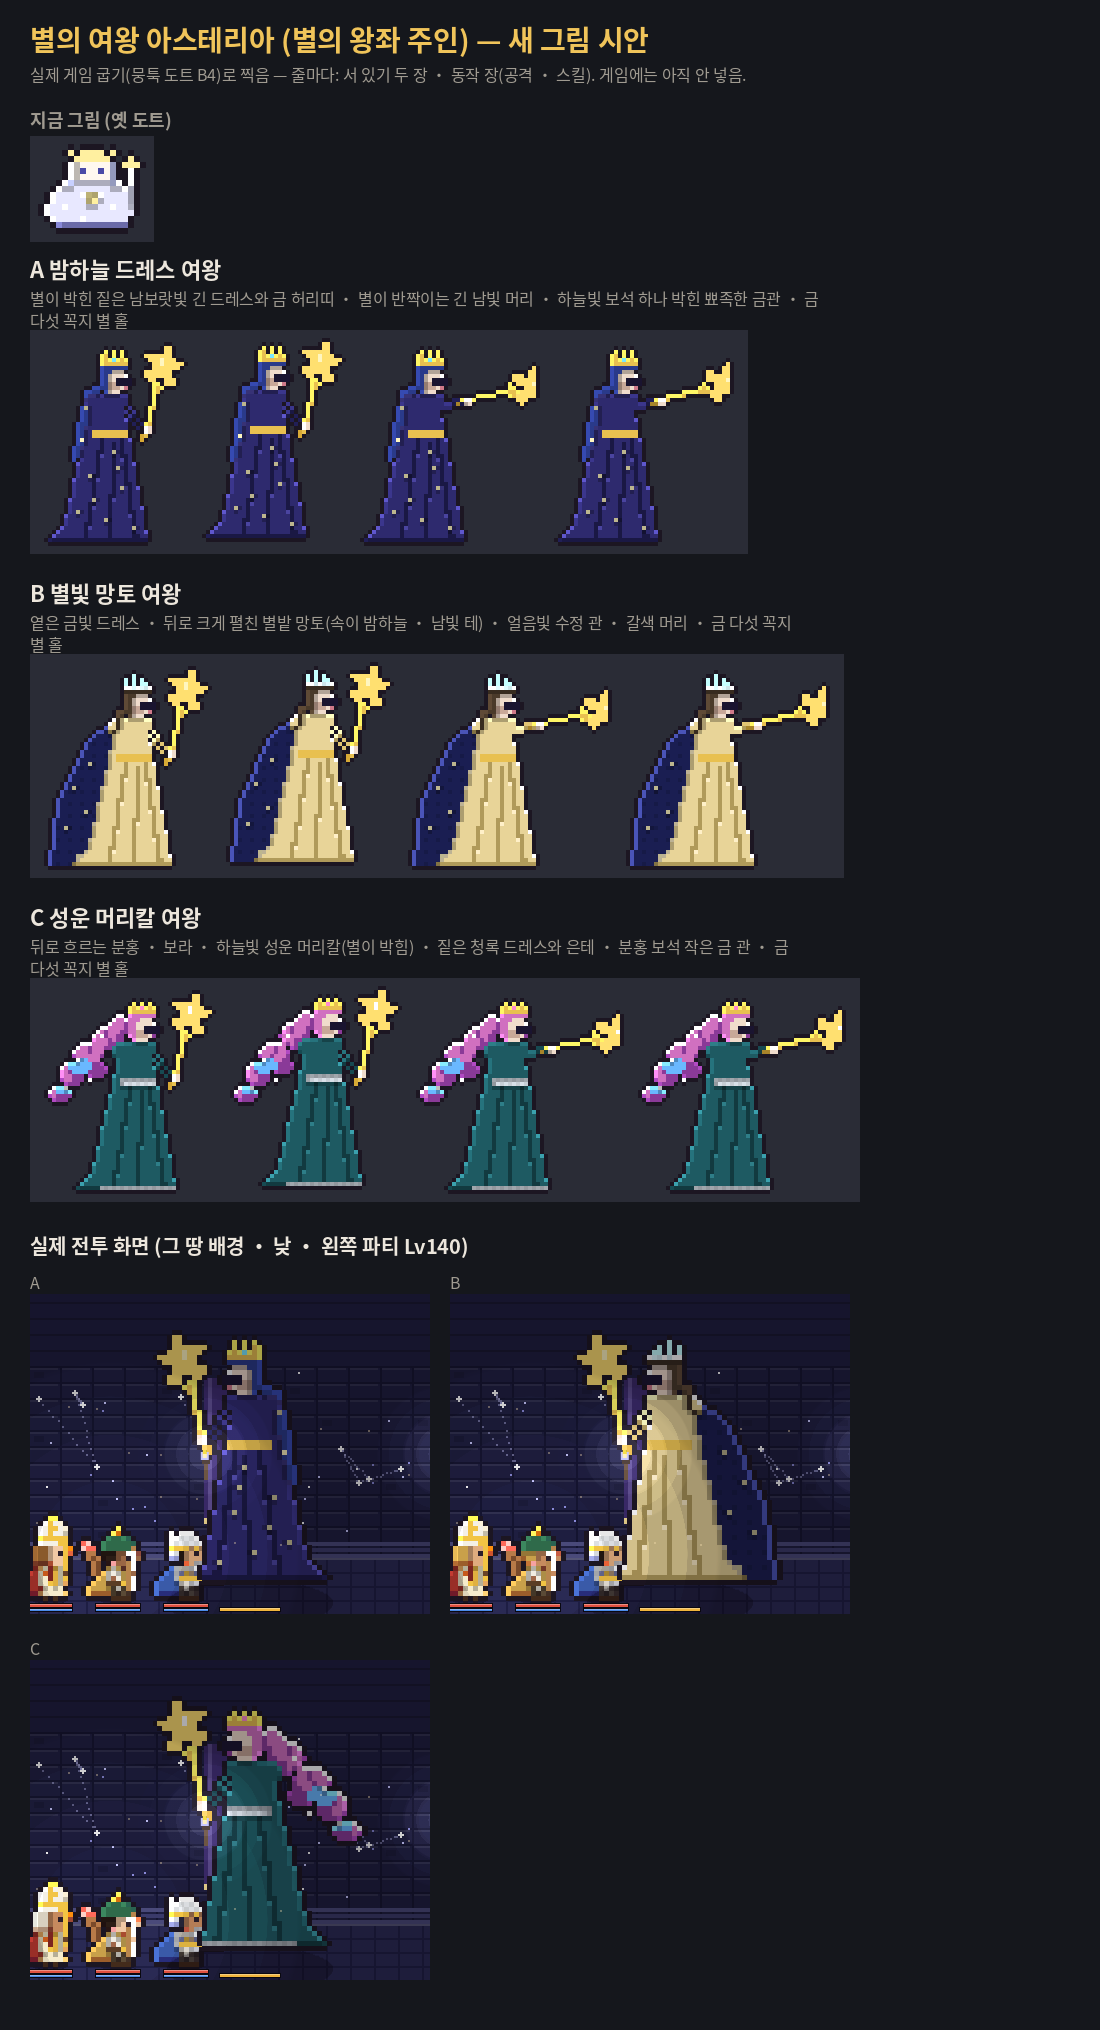 별의 여왕 아스테리아 (별의 왕좌 주인) — 새 그림 시안
실제 게임 굽기(뭉툭 도트 B4)로 찍음 — 줄마다: 서 있기 두 장 · 동작 장(공격 · 스킬). 게임에는 아직 안 넣음.
지금 그림 (옛 도트)
A 밤하늘 드레스 여왕
별이 박힌 짙은 남보랏빛 긴 드레스와 금 허리띠 · 별이 반짝이는 긴 남빛 머리 · 하늘빛 보석 하나 박힌 뾰족한 금관 · 금
다섯 꼭지 별 홀
B 별빛 망토 여왕
옅은 금빛 드레스 · 뒤로 크게 펼친 별밭 망토(속이 밤하늘 · 남빛 테) · 얼음빛 수정 관 · 갈색 머리 · 금 다섯 꼭지
별 홀
C 성운 머리칼 여왕
뒤로 흐르는 분홍 · 보라 · 하늘빛 성운 머리칼(별이 박힘) · 짙은 청록 드레스와 은테 · 분홍 보석 작은 금 관 · 금
다섯 꼭지 별 홀
실제 전투 화면 (그 땅 배경 · 낮 · 왼쪽 파티 Lv140)
A
B
C